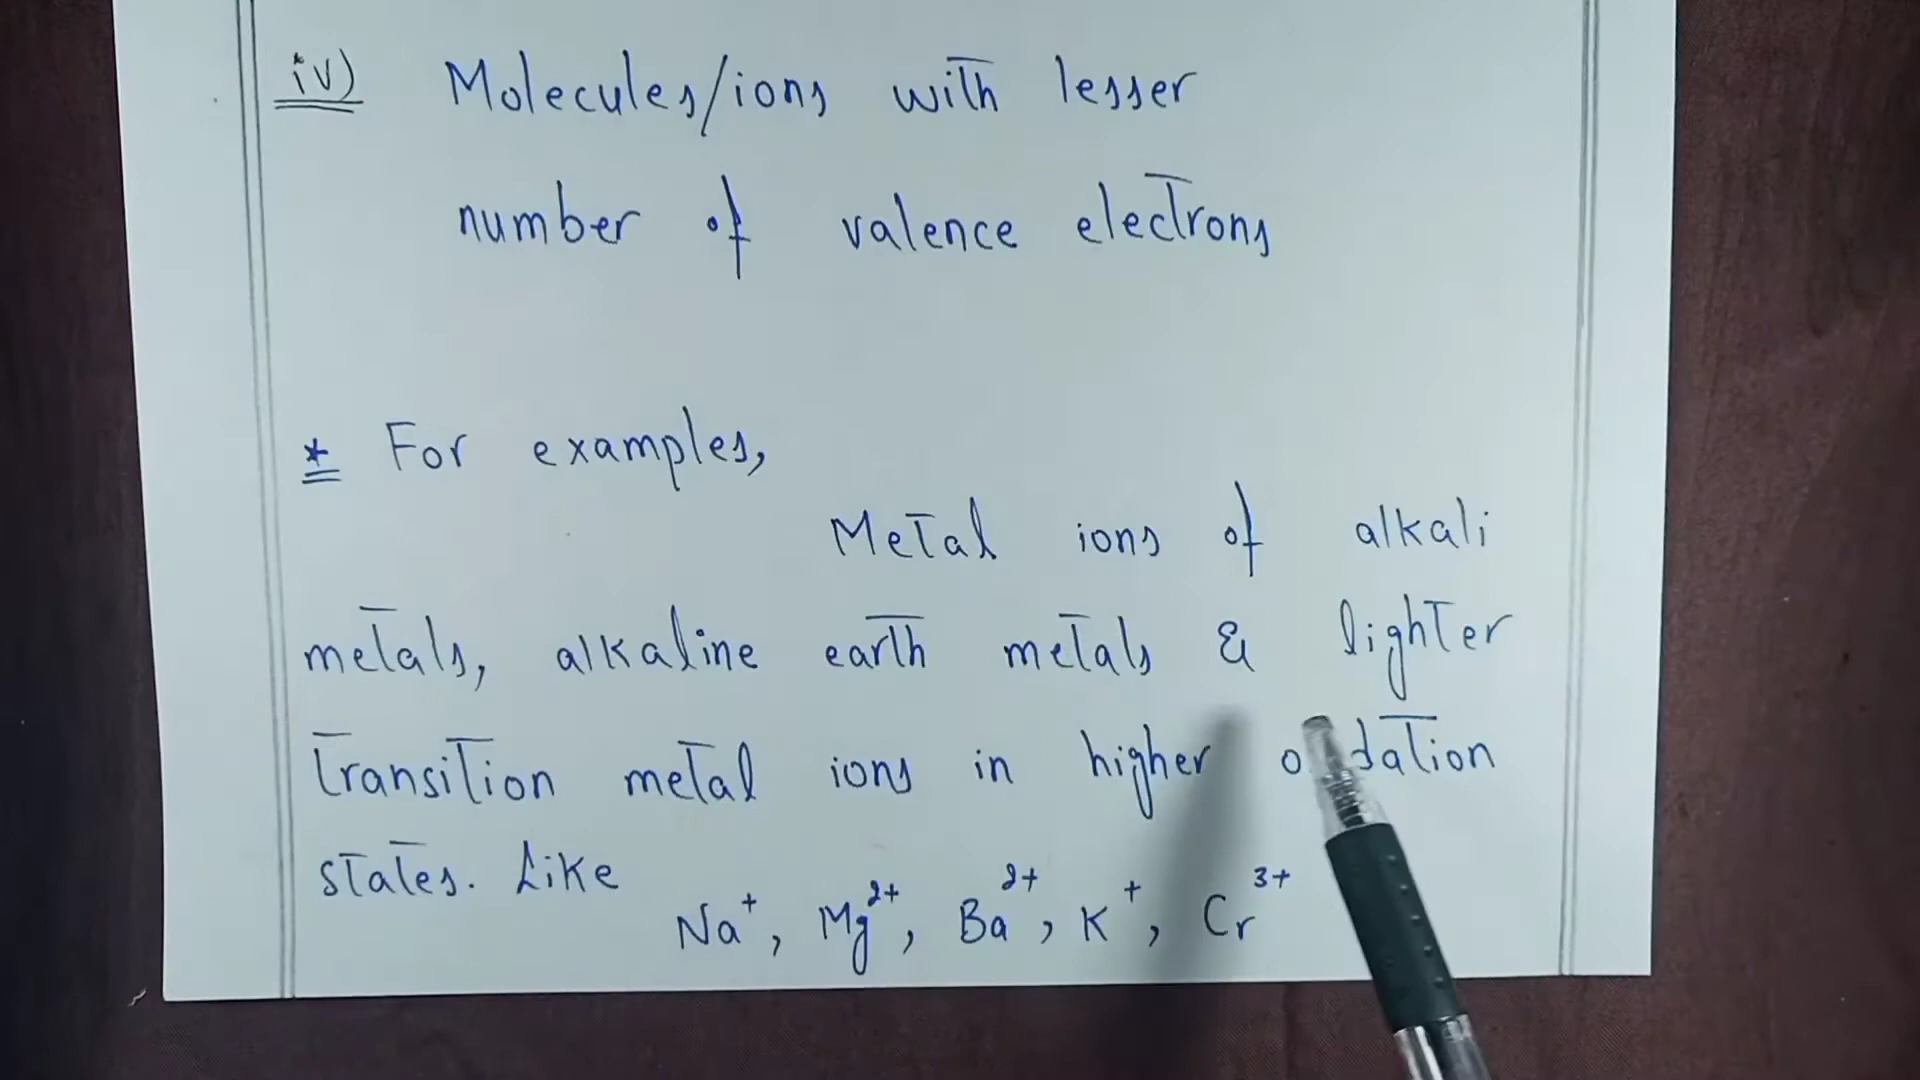 iv) Molecules/ions with lesser
number of valence electrons
* For examples,
Metal ions of alkali
metals, alkaline earth metals & lighter
transition metal ions in higher
states. Like
Na⁺, Mg²⁺, Ba²⁺, K⁺, Cr³⁺